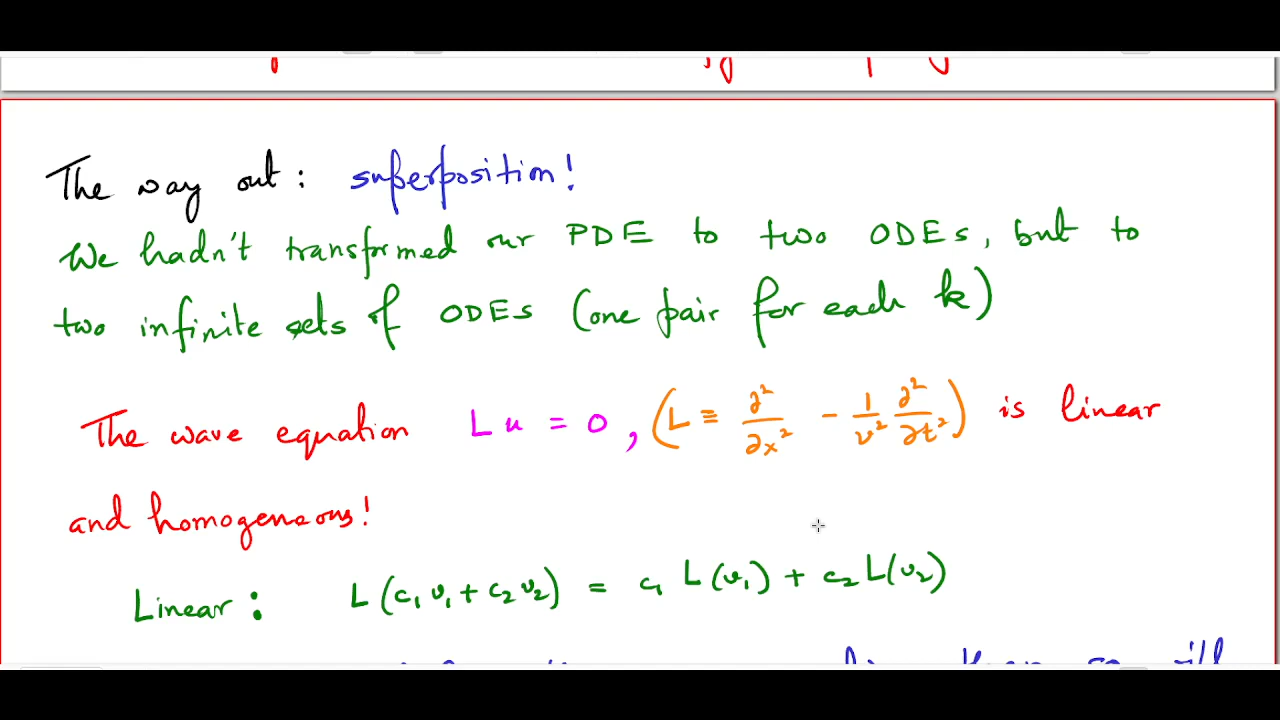 The way out: superposition!
We hadn't transformed our PDE to two ODEs, but to
two infinite sets of ODEs (one pair for each k)
The wave equation Lu = 0, (L ≡ ∂²/∂x² - 1/v² ∂²/∂t²) is linear
and homogeneous!
Linear: L(c₁v₁ + c₂v₂) = c₁ L(v₁) + c₂ L(v₂)